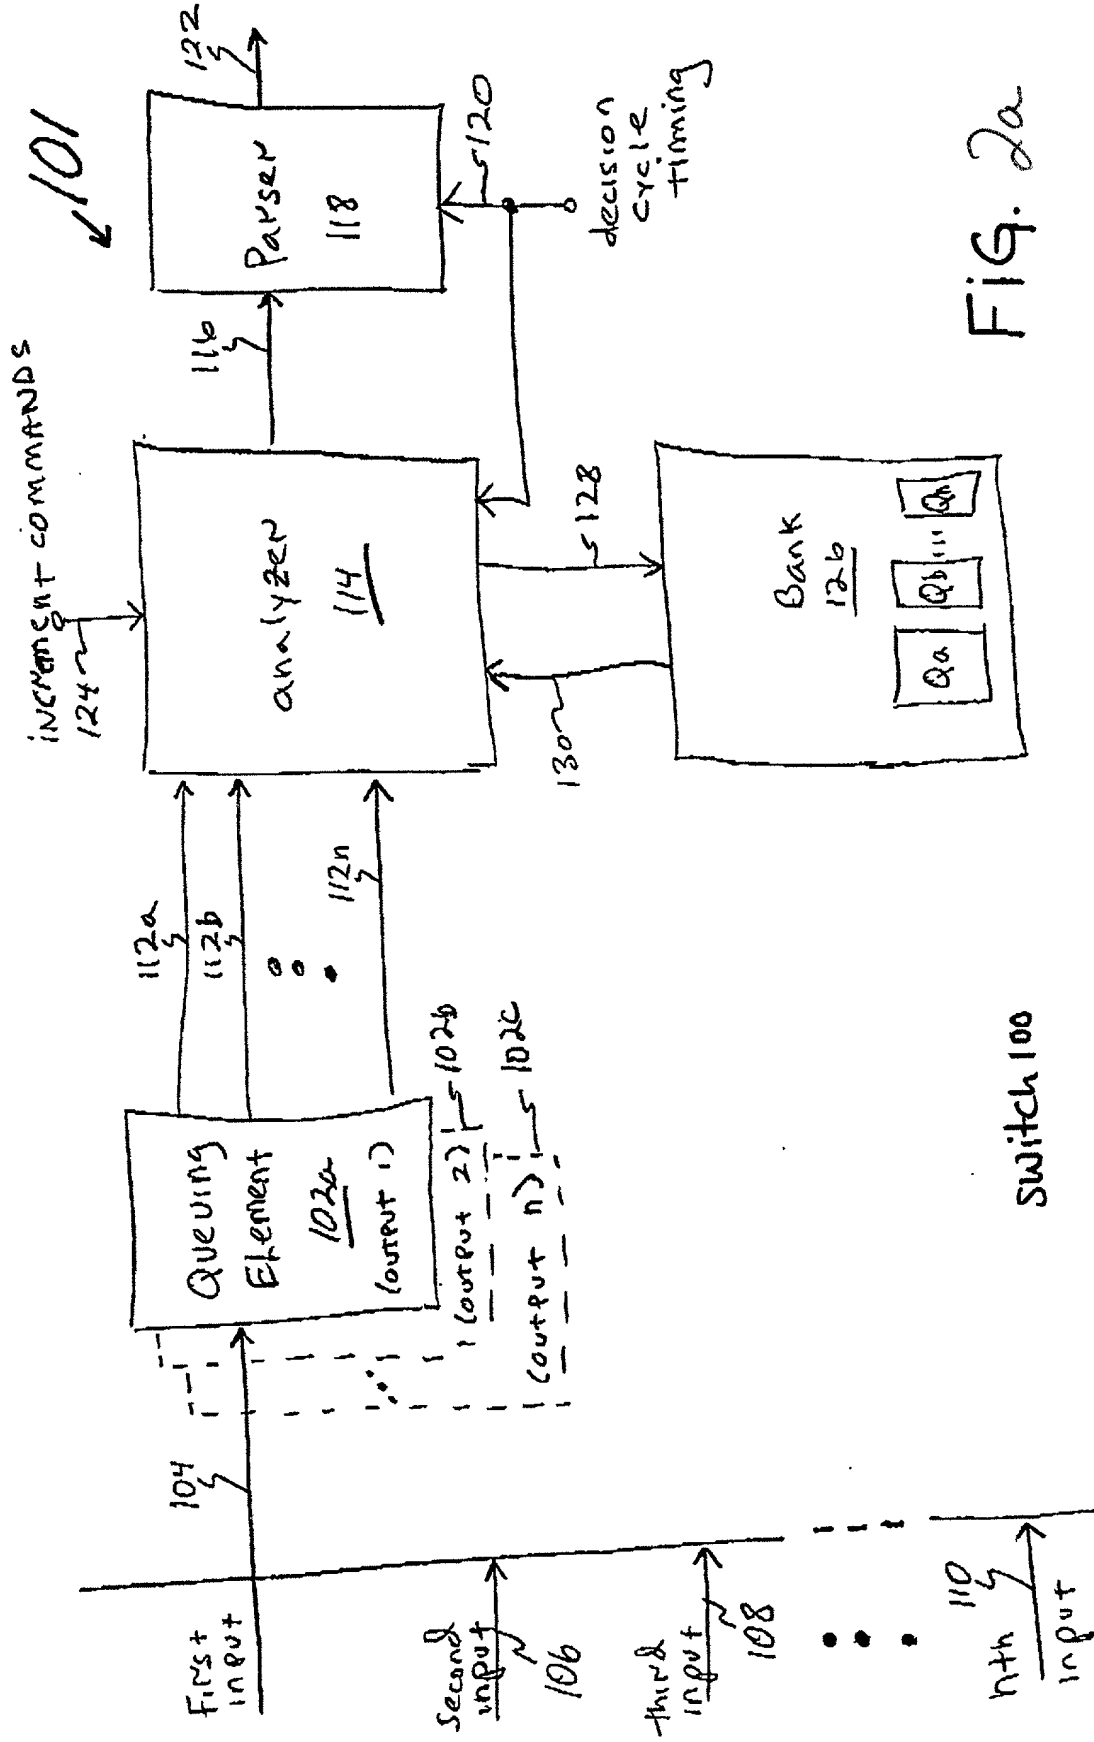 101
increment commands
124
First
input
104
Queuing
Element
102a
(output 1)
(output 2)
102b
(output n)
102c
112a
112b
112n
analyzer
114
116
Parser
118
122
120
decision
cycle
timing
128
130
Bank
126
Qa
Qb
Qn
second
input
106
third
input
108
nth
input
110
switch 100
Fig. 2a